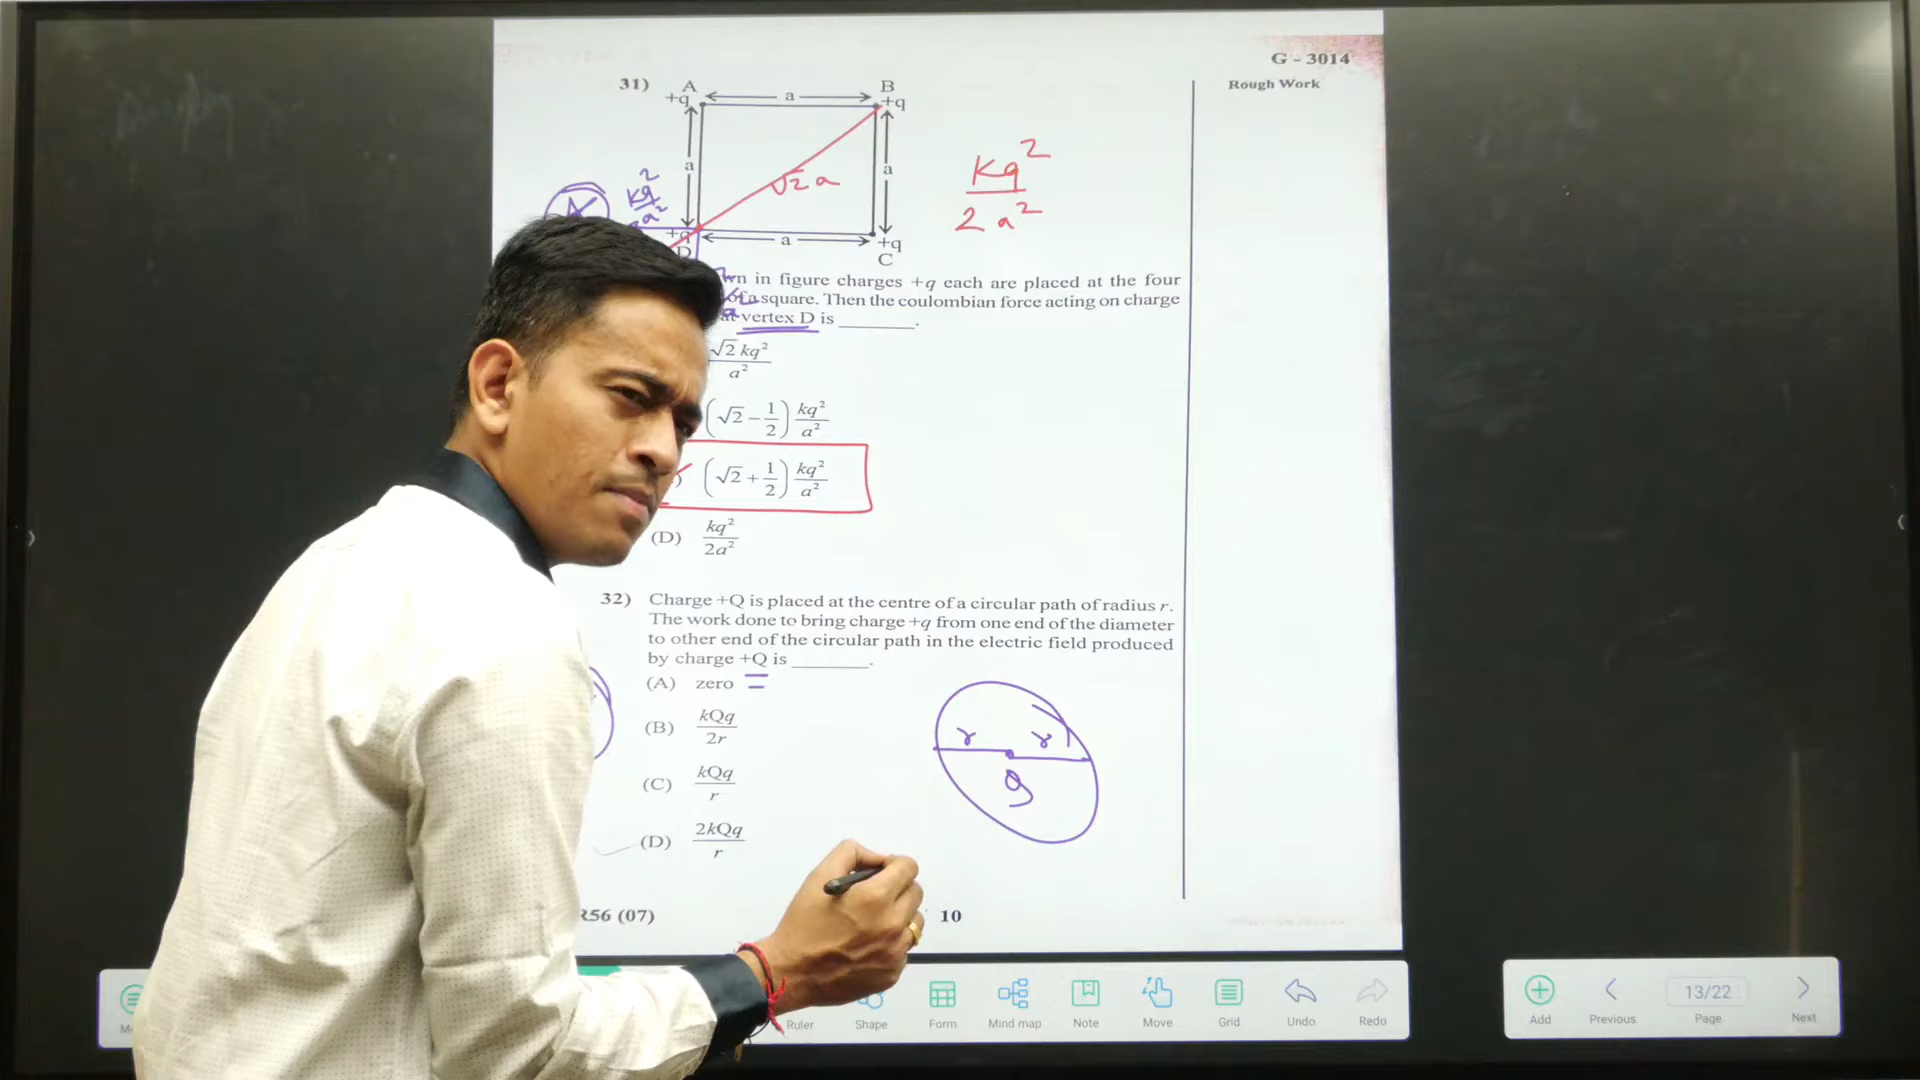 G - 3014
Rough Work
31) A B
+q a +q
a √2 a a
kq²
Kq²
2a²
+q a +q
D C
in figure charges +q each are placed at the four
of a square. Then the coulombian force acting on charge
at vertex D is ________.
√2 kq²
a²
(√2 − 1/2) kq²/a²
(√2 + 1/2) kq²/a²
(D) kq²/2a²
32) Charge +Q is placed at the centre of a circular path of radius r.
The work done to bring charge +q from one end of the diameter
to other end of the circular path in the electric field produced
by charge +Q is ________.
(A) zero
(B) kQq/2r
r r
(C) kQq/r
(D) 2kQq/r
R56 (07) 10
Ruler Shape Form Mind map Note Move Grid Undo Redo
Add Previous 13/22 Page Next